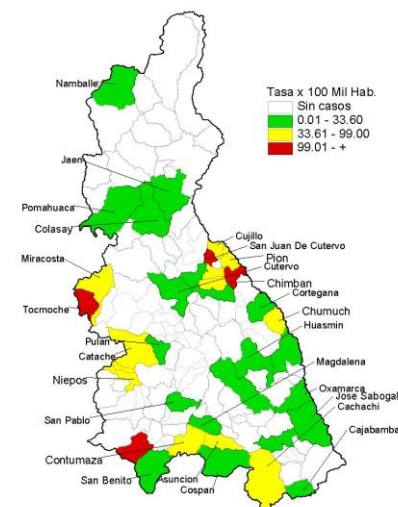 Namballe
Tasa x 100 Mil Hab.
Sin casos
0.01 - 33.60
33.61 - 99.00
99.01 - +
Jaen
Pomahuaca
Colasay
Cujillo
San Juan De Cutervo
Pion
Miracosta
Cutervo
Chimban
Cortegana
Tocmoche
Chumuch
Huasmin
Pulan
Catache
Magdalena
Niepos
Oxamarca
Jose Sabogal
San Pablo
Cachachi
Cajabamba
Contumaza
San Benito
Asuncion
Cospan